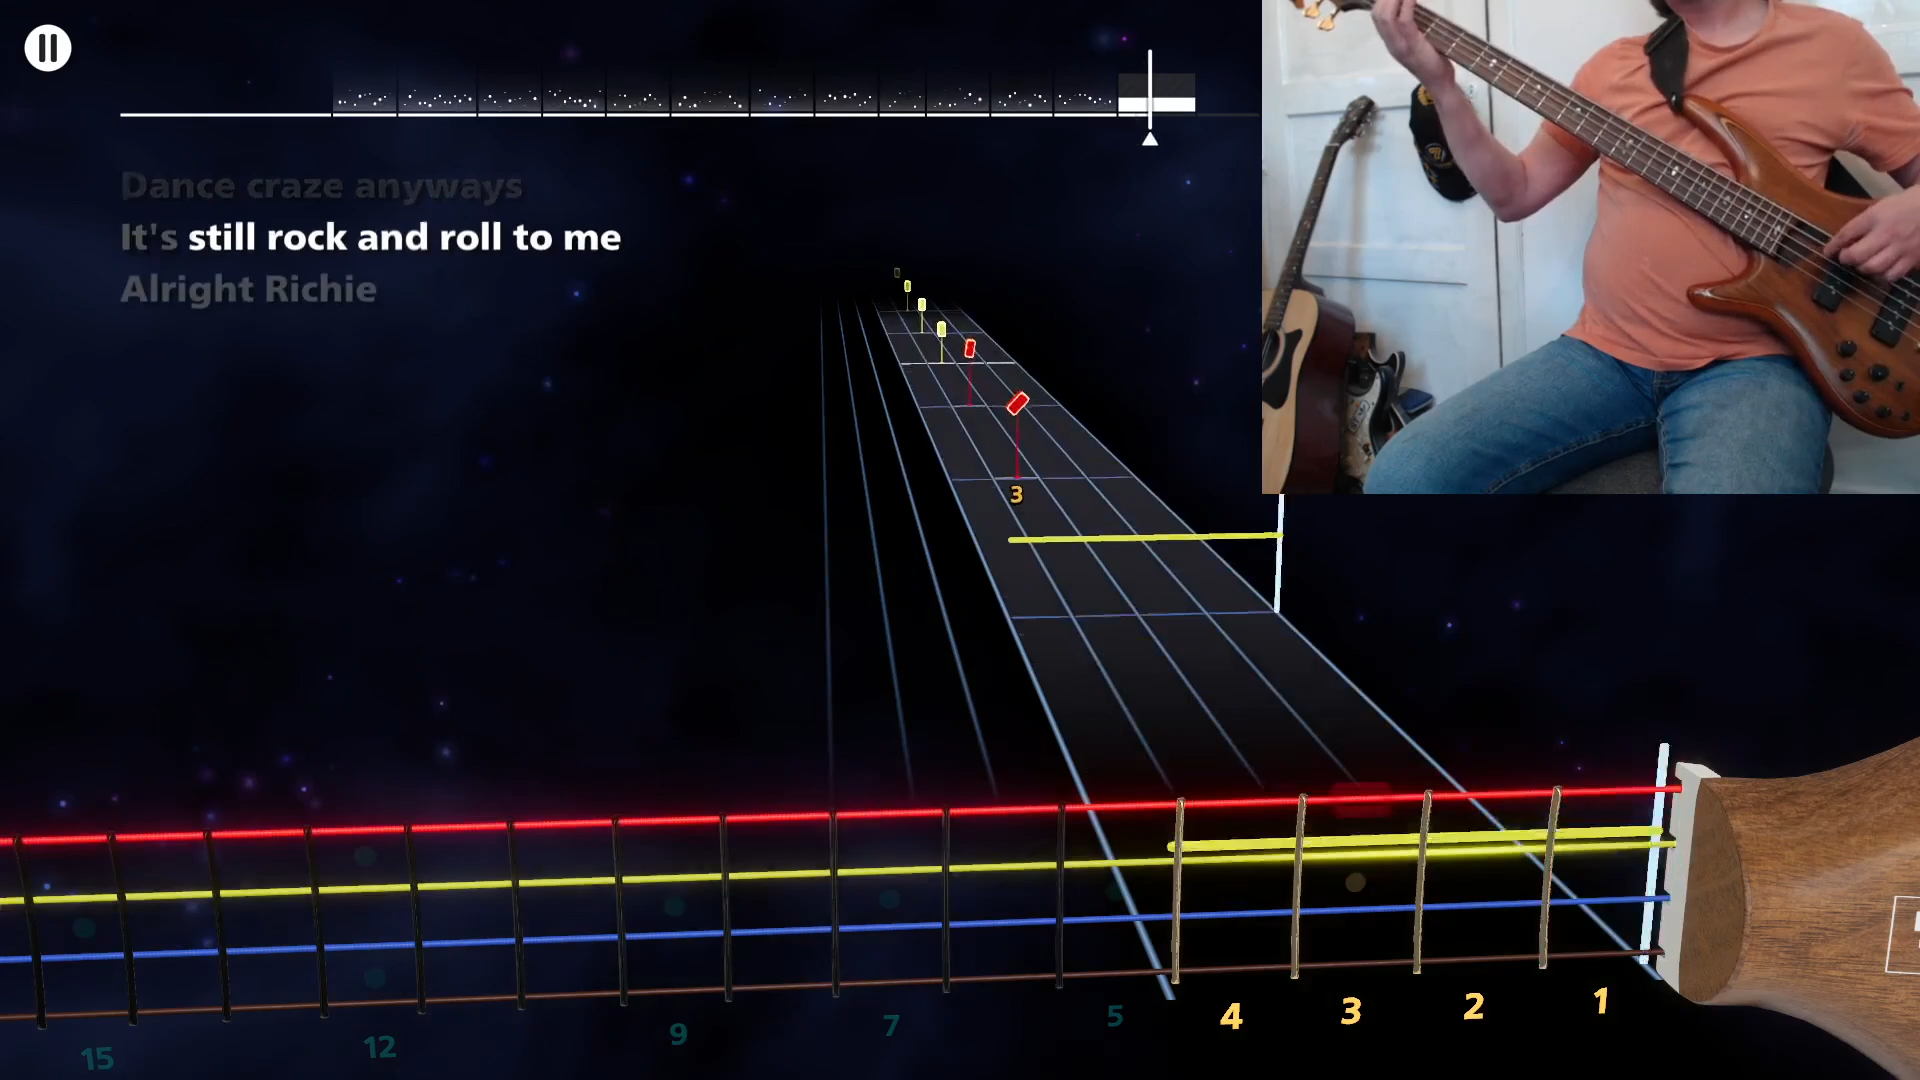 Dance craze anyways
It's still rock and roll to me
Alright Richie
3
15 12 9 7 5 4 3 2 1